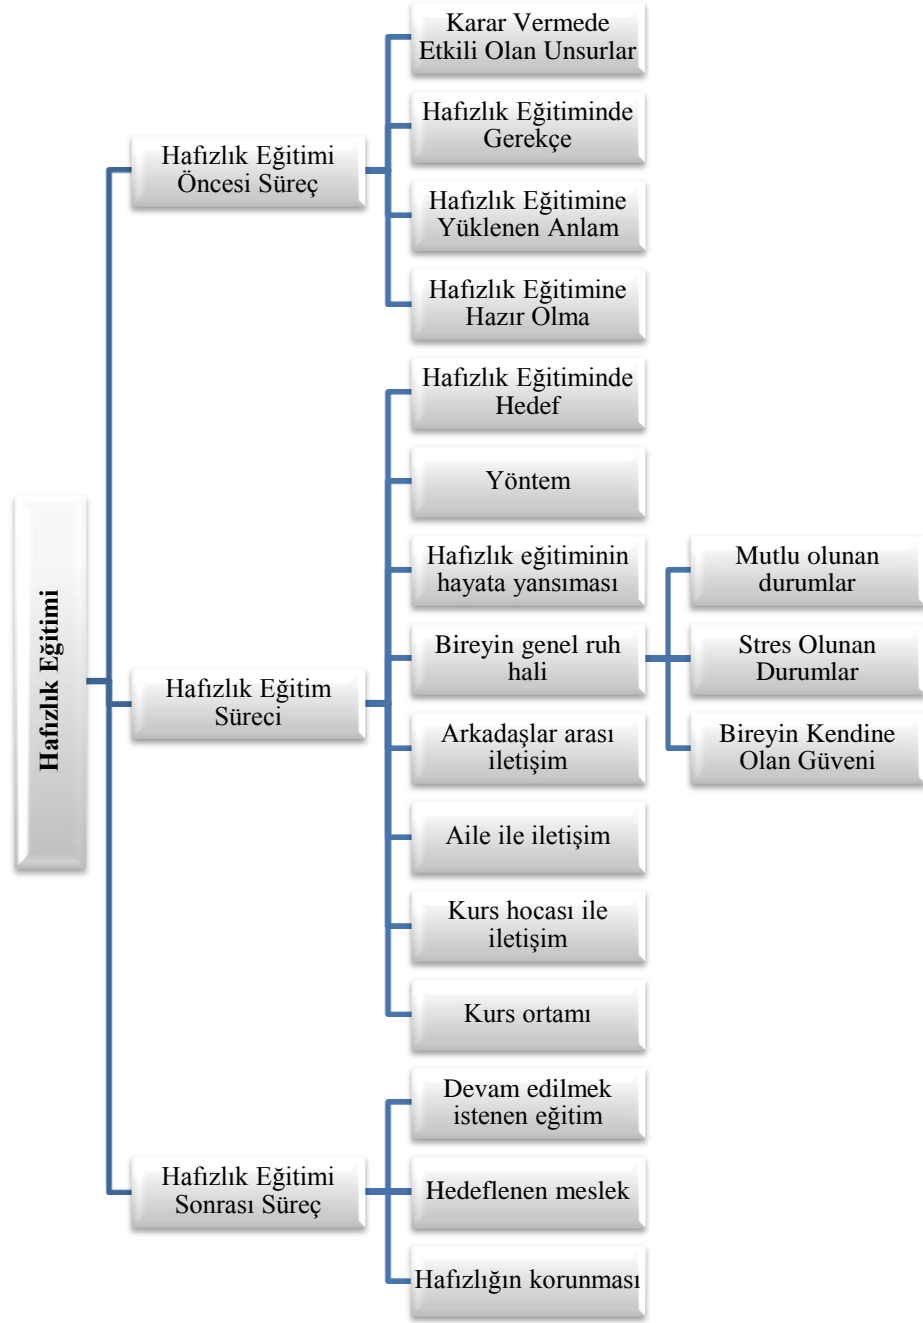 Hafızlık Eğitimi
Hafızlık Eğitimi
Öncesi Süreç
Karar Vermede
Etkili Olan Unsurlar
Hafızlık Eğitiminde
Gerekçe
Hafızlık Eğitimine
Yüklenen Anlam
Hafızlık Eğitimine
Hazır Olma
Hafızlık Eğitim
Süreci
Hafızlık Eğitiminde
Hedef
Yöntem
Hafızlık eğitiminin
hayata yansıması
Bireyin genel ruh
hali
Mutlu olunan
durumlar
Stres Olunan
Durumlar
Bireyin Kendine
Olan Güveni
Arkadaşlar arası
iletişim
Aile ile iletişim
Kurs hocası ile
iletişim
Kurs ortamı
Hafızlık Eğitimi
Sonrası Süreç
Devam edilmek
istenen eğitim
Hedeflenen meslek
Hafızlığın korunması